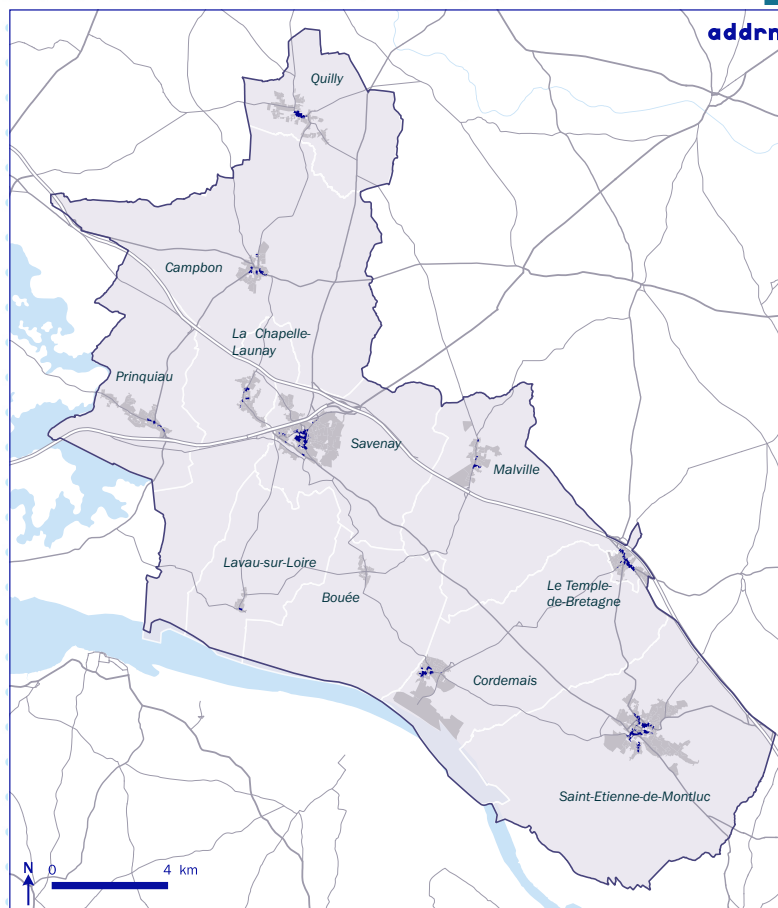 addrn
Quilly
Campbon
La Chapelle-
Launay
Prinquiau
Savenay
Malville
Lavau-sur-Loire
Bouée
Le Temple-
de-Bretagne
Cordemais
Saint-Etienne-de-Montluc
N
0 4 km